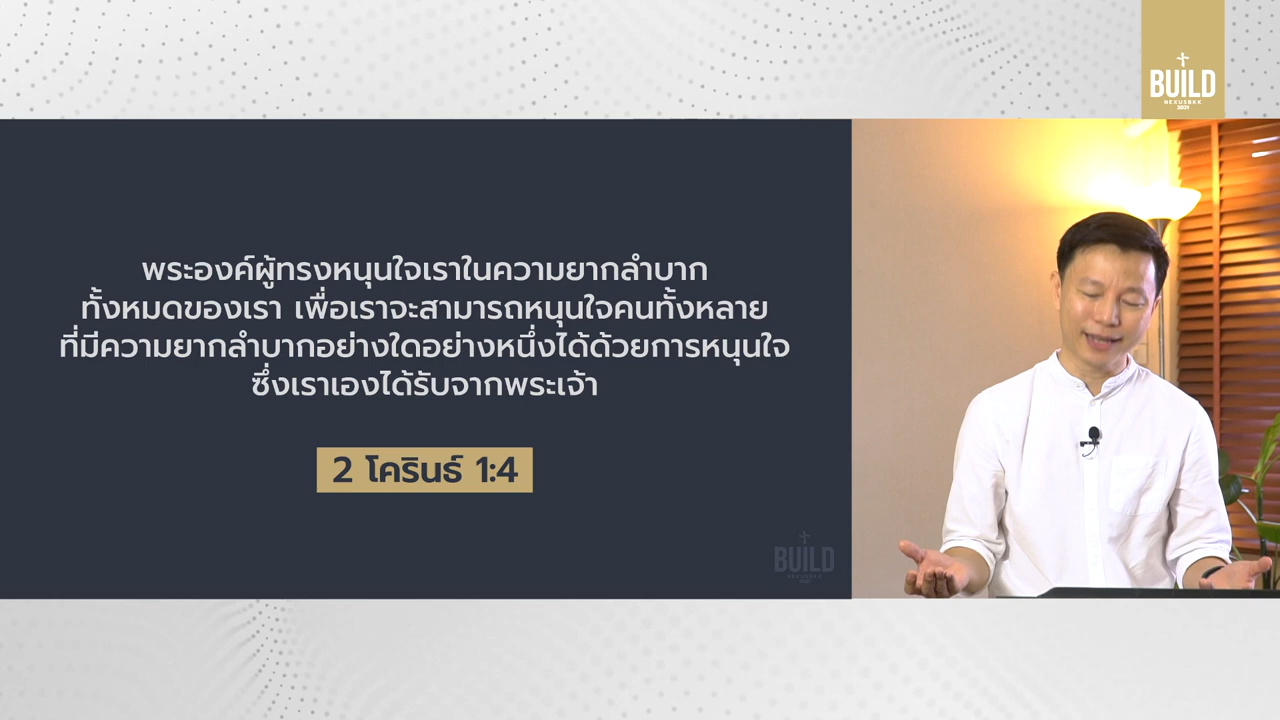 BUILD
NEXUSBKK
2021
พระองค์ผู้ทรงหนุนใจเราในความยากลำบาก
ทั้งหมดของเรา เพื่อเราจะสามารถหนุนใจคนทั้งหลาย
ที่มีความยากลำบากอย่างใดอย่างหนึ่งได้ด้วยการหนุนใจ
ซึ่งเราเองได้รับจากพระเจ้า
2 โครินธ์ 1:4
BUILD
NEXUSBKK
2021